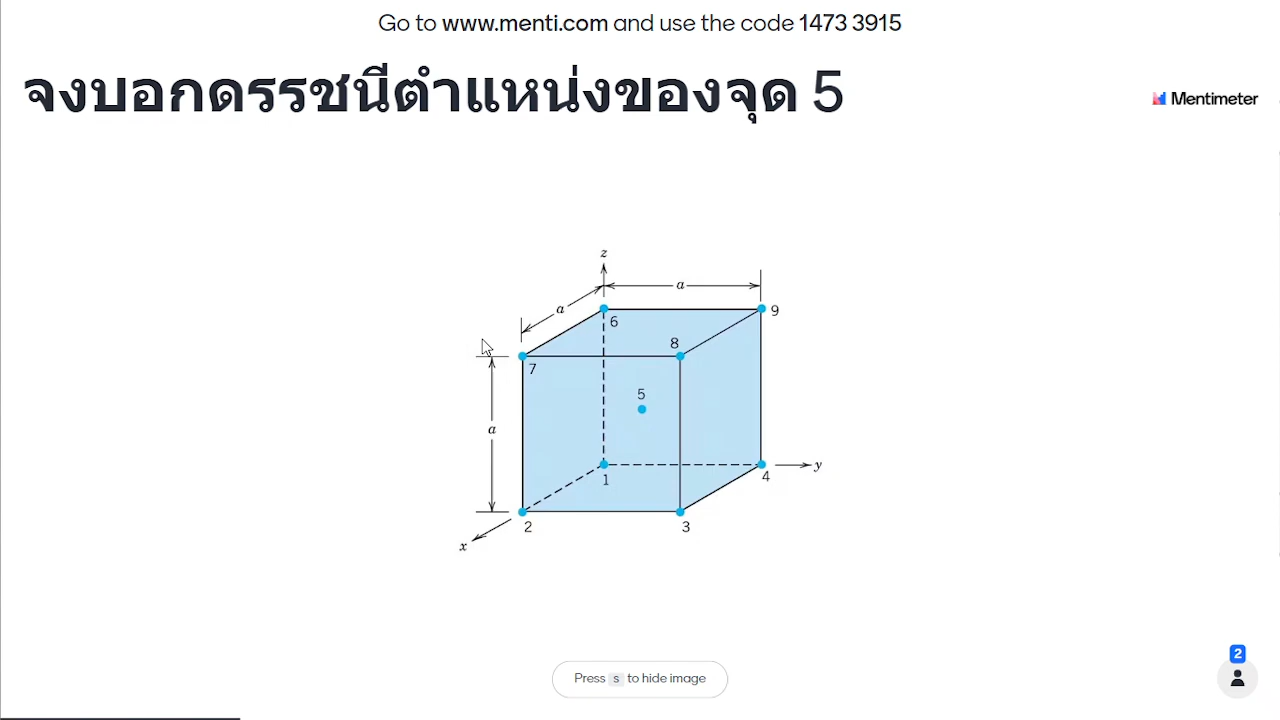 Go to www.menti.com and use the code 1473 3915
จงบอกดรรชนีตำแหน่งของจุด 5
Mentimeter
z
a
a
9
6
8
7
5
a
1
y
4
2
3
x
2
Press s to hide image